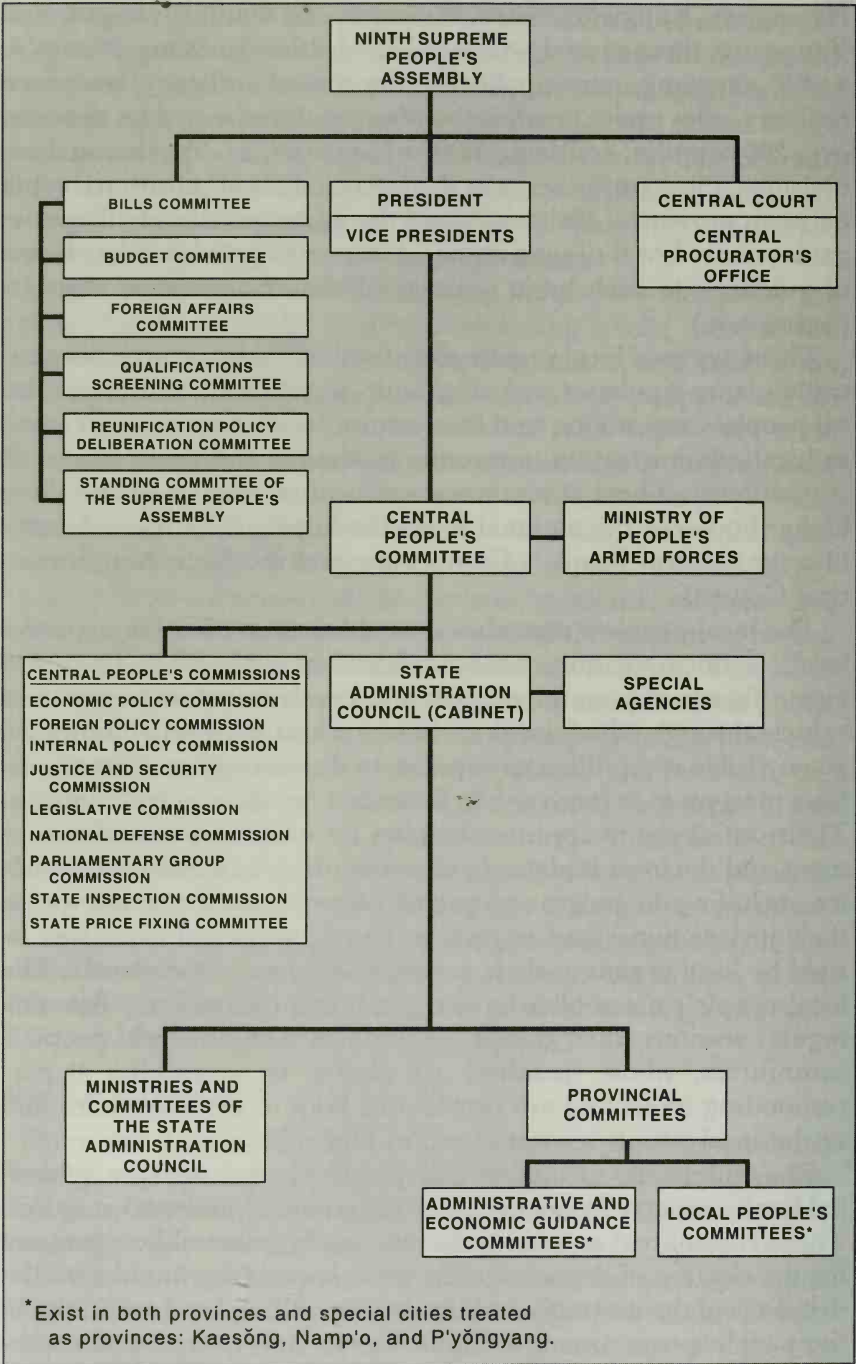 NINTH SUPREME
PEOPLE'S
ASSEMBLY
BILLS COMMITTEE
BUDGET COMMITTEE
FOREIGN AFFAIRS
COMMITTEE
QUALIFICATIONS
SCREENING COMMITTEE
REUNIFICATION POLICY
DELIBERATION COMMITTEE
STANDING COMMITTEE OF
THE SUPREME PEOPLE'S
ASSEMBLY
PRESIDENT
VICE PRESIDENTS
CENTRAL COURT
CENTRAL
PROCURATOR'S
OFFICE
CENTRAL
PEOPLE'S
COMMITTEE
MINISTRY OF
PEOPLE'S
ARMED FORCES
CENTRAL PEOPLE'S COMMISSIONS
ECONOMIC POLICY COMMISSION
FOREIGN POLICY COMMISSION
INTERNAL POLICY COMMISSION
JUSTICE AND SECURITY
COMMISSION
LEGISLATIVE COMMISSION
NATIONAL DEFENSE COMMISSION
PARLIAMENTARY GROUP
COMMISSION
STATE INSPECTION COMMISSION
STATE PRICE FIXING COMMITTEE
STATE
ADMINISTRATION
COUNCIL (CABINET)
SPECIAL
AGENCIES
MINISTRIES AND
COMMITTEES OF
THE STATE
ADMINISTRATION
COUNCIL
PROVINCIAL
COMMITTEES
ADMINISTRATIVE AND
ECONOMIC GUIDANCE
COMMITTEES*
LOCAL PEOPLE'S
COMMITTEES*
*Exist in both provinces and special cities treated
as provinces: Kaesŏng, Namp'o, and P'yŏngyang.